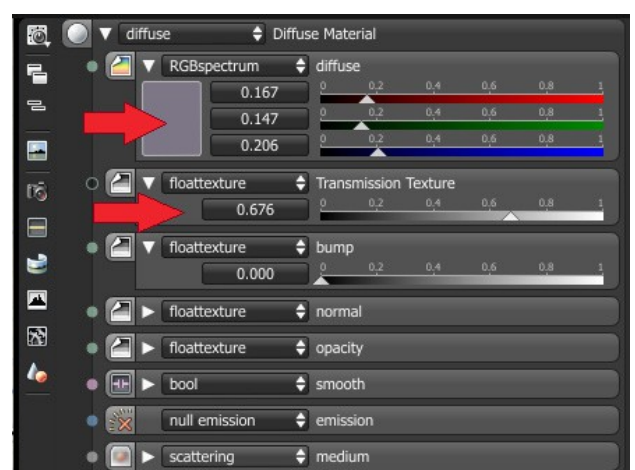 diffuse Diffuse Material
RGBspectrum diffuse
0.167 0 0,2 0,4 0,6 0,8 1
0.147 0 0,2 0,4 0,6 0,8 1
0.206 0 0,2 0,4 0,6 0,8 1
floattexture Transmission Texture
0.676 0 0,2 0,4 0,6 0,8 1
floattexture bump
0.000 0 0,2 0,4 0,6 0,8 1
floattexture normal
floattexture opacity
bool smooth
null emission emission
scattering medium